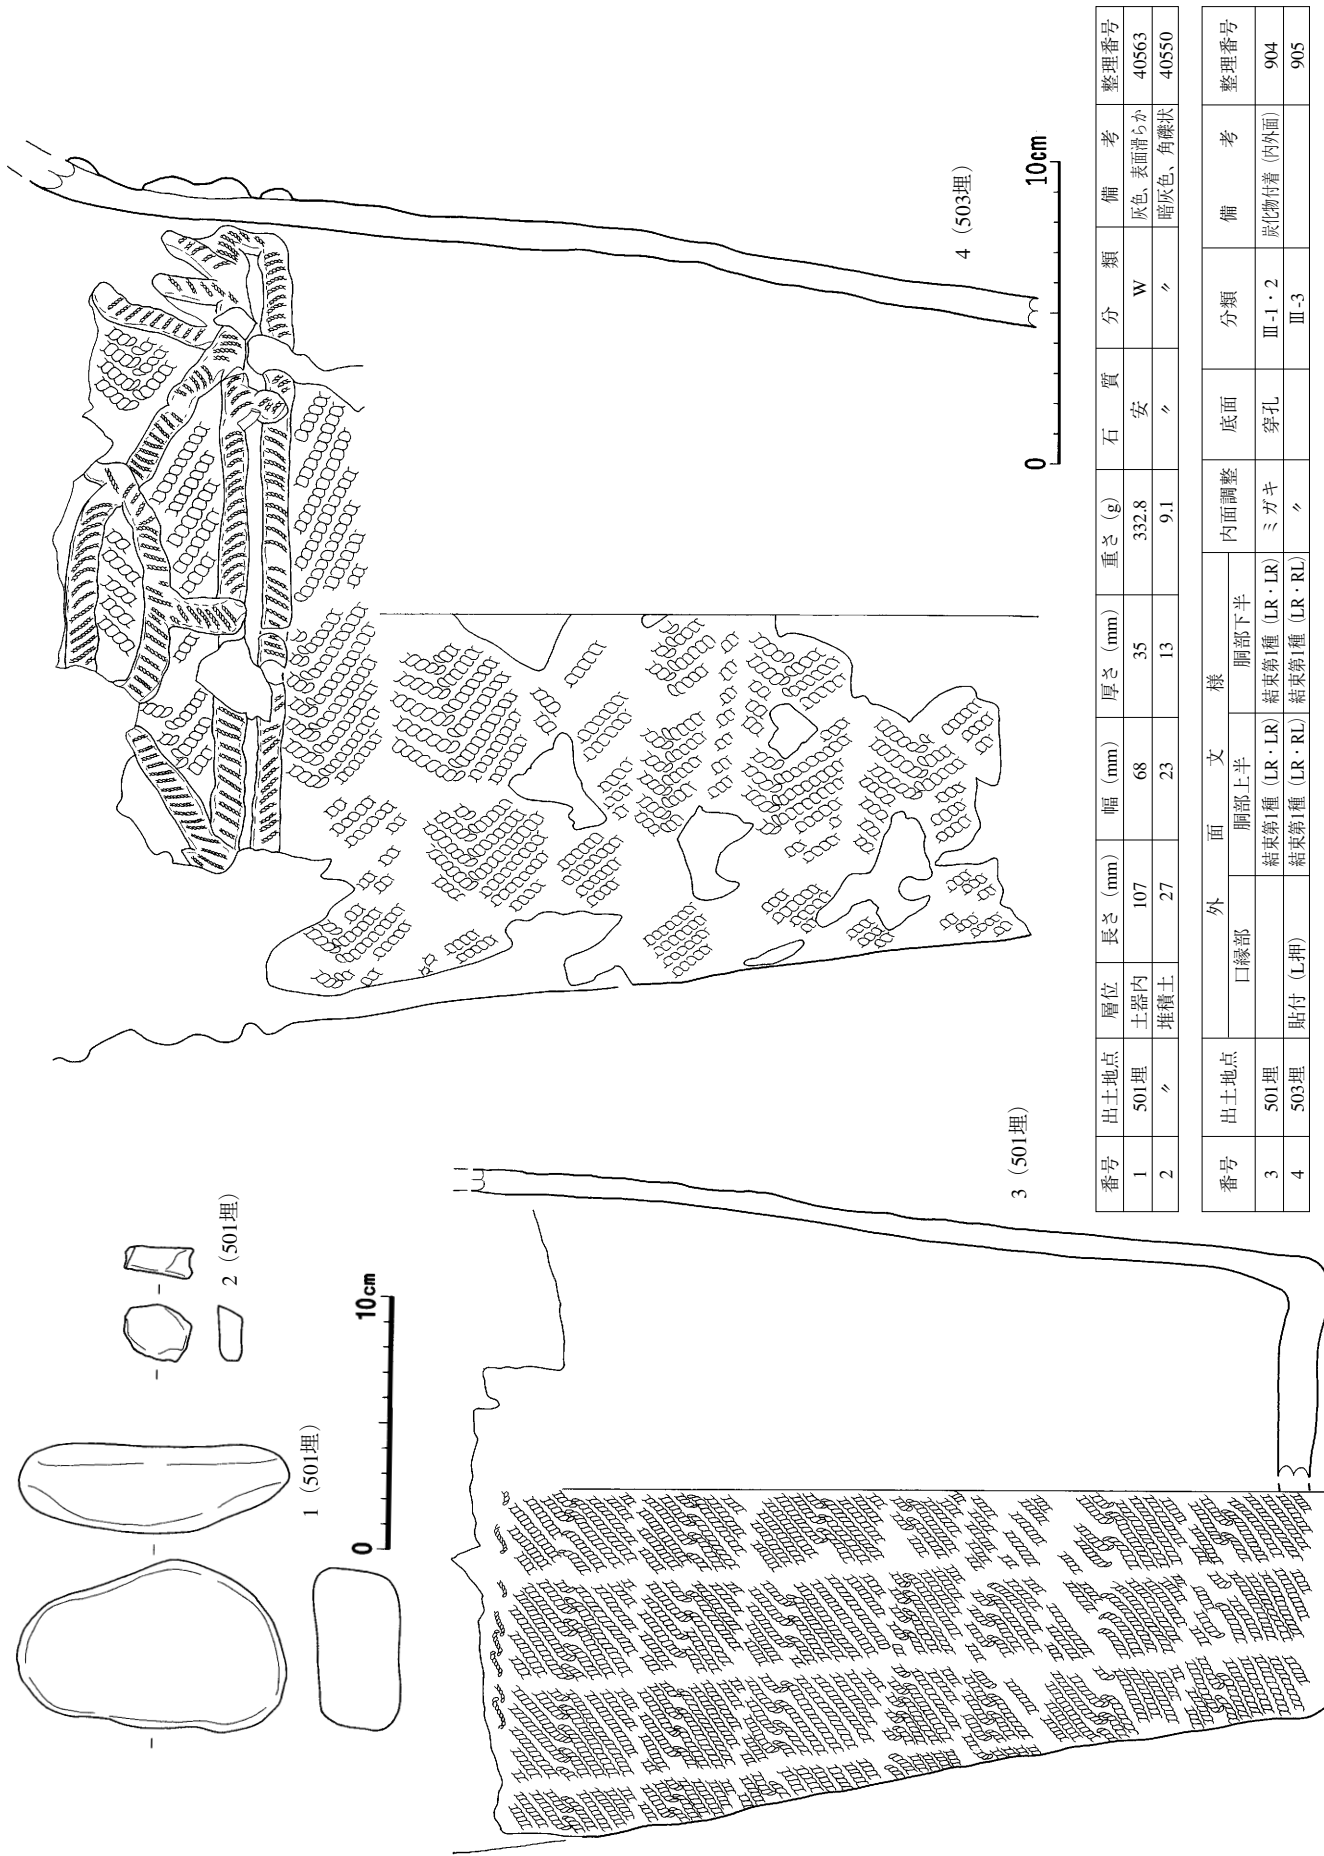 1（501埋）
2（501埋）
0 10cm
3（501埋）
4（503埋）
0 10cm
番号 出土地点 層位 長さ（mm） 幅（mm） 厚さ（mm） 重さ（g） 石質 分類 備考 整理番号
1 501埋 土器内 107 68 35 332.8 安 W 灰色、表面滑らか 40563
2 〃 堆積土 27 23 13 9.1 〃 〃 暗灰色、角礫状 40550
番号 出土地点 外面文様 内面調整 底面 分類 備考 整理番号
口縁部 胴部上半 胴部下半
3 501埋 結束第1種（LR・LR） 結束第1種（LR・LR） ミガキ 穿孔 Ⅲ-1・2 炭化物付着（内外面） 904
4 503埋 貼付（L押） 結束第1種（LR・RL） 結束第1種（LR・RL） 〃 Ⅲ-3 905